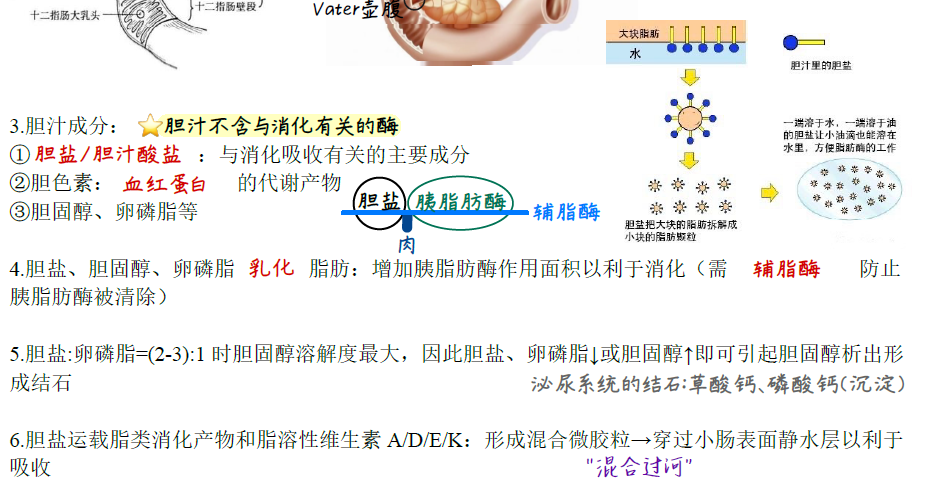 十二指肠大乳头
十二指肠壁段
Vater壶腹
大块脂肪
水
胆汁里的胆盐
3.胆汁成分： ⭐胆汁不含与消化有关的酶
①胆盐/胆汁酸盐 ：与消化吸收有关的主要成分
②胆色素： 血红蛋白 的代谢产物
③胆固醇、卵磷脂等
胆盐 胰脂肪酶 辅脂酶
肉
一端溶于水，一端溶于油
的胆盐让小油滴也能溶在
水里，方便脂肪酶的工作
胆盐把大块的脂肪拆解成
小块的脂肪颗粒
4.胆盐、胆固醇、卵磷脂 乳化 脂肪：增加胰脂肪酶作用面积以利于消化（需 辅脂酶 防止
胰脂肪酶被清除）
5.胆盐:卵磷脂=(2-3):1 时胆固醇溶解度最大，因此胆盐、卵磷脂↓或胆固醇↑即可引起胆固醇析出形
成结石
泌尿系统的结石:草酸钙、磷酸钙(沉淀)
6.胆盐运载脂类消化产物和脂溶性维生素 A/D/E/K：形成混合微胶粒→穿过小肠表面静水层以利于
吸收
"混合过河"